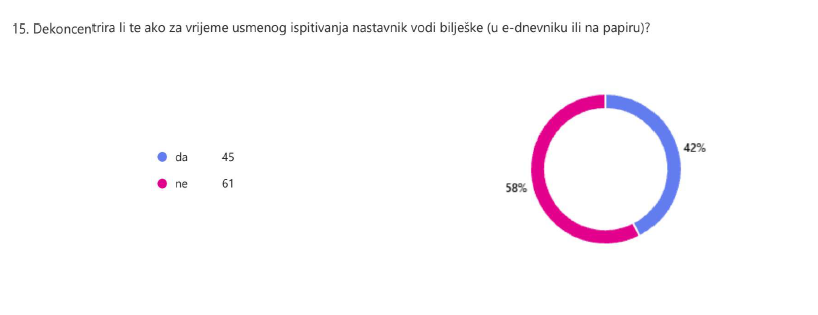 15. Dekoncentrira li te ako za vrijeme usmenog ispitivanja nastavnik vodi bilješke (u e-dnevniku ili na papiru)?
42%
da 45
ne 61
58%